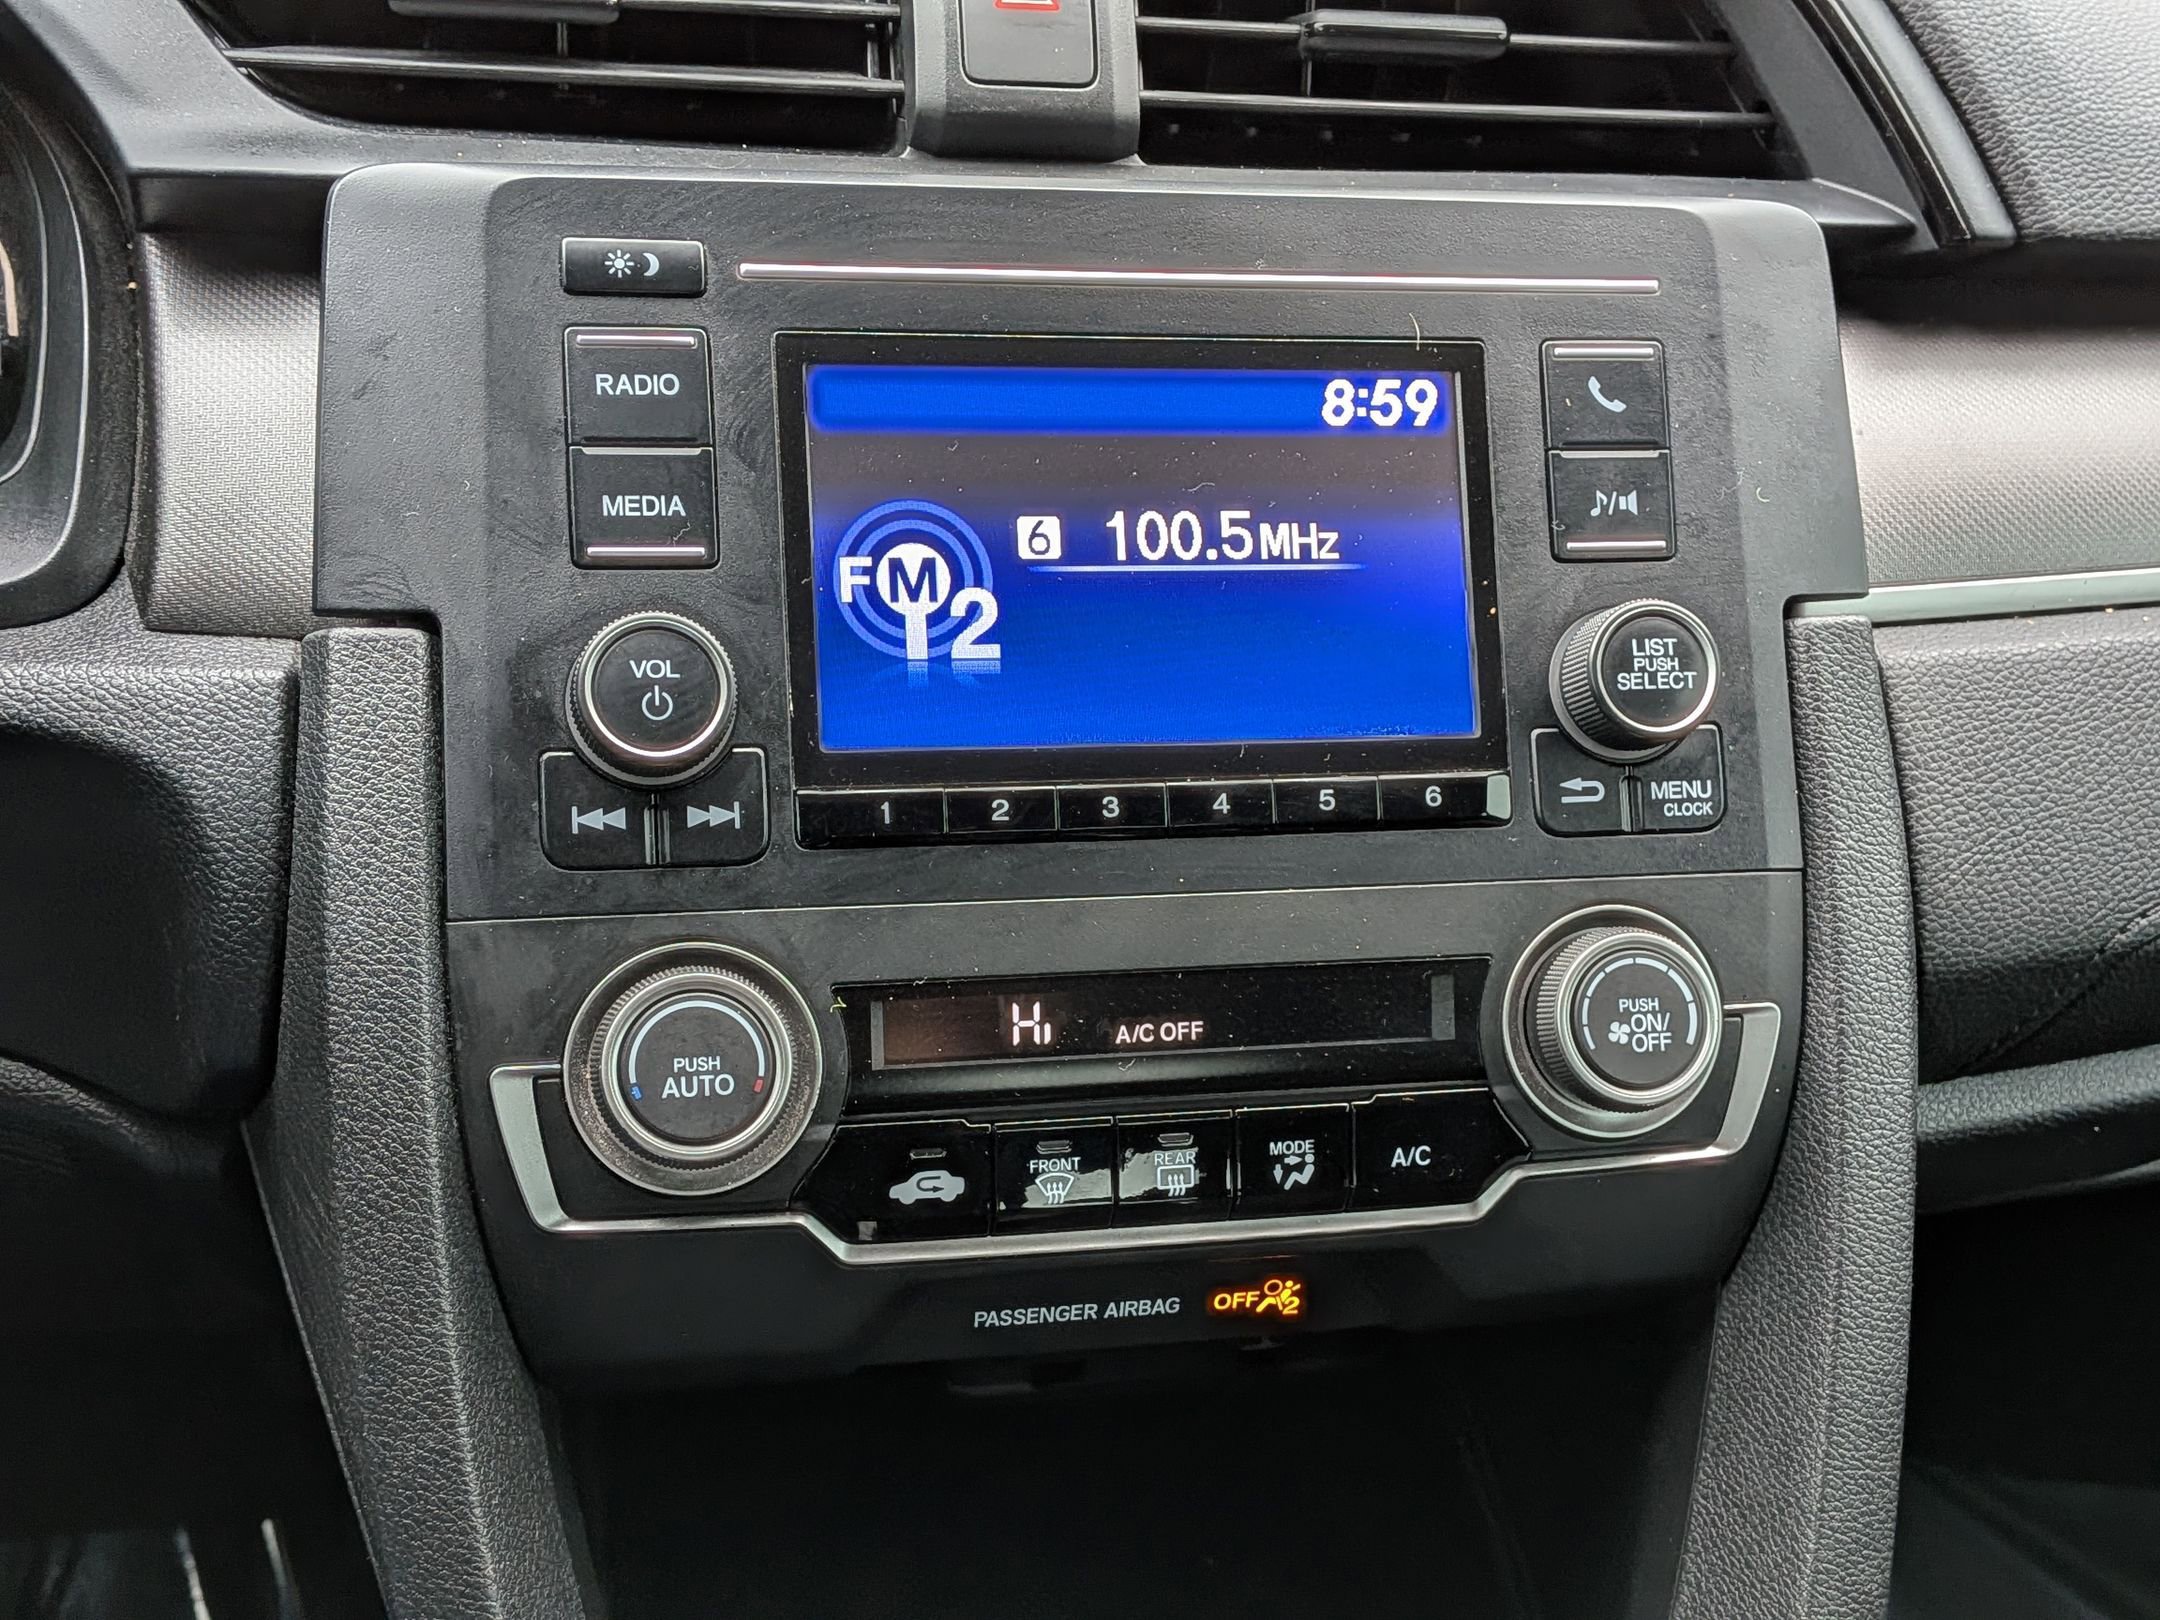 RADIO
MEDIA
VOL
8:59
FM2
6 100.5MHz
LIST
PUSH
SELECT
MENU
CLOCK
1 2 3 4 5 6
PUSH
AUTO
Hi A/C OFF
PUSH
ON/
OFF
FRONT
REAR
MODE
A/C
PASSENGER AIRBAG OFF 2